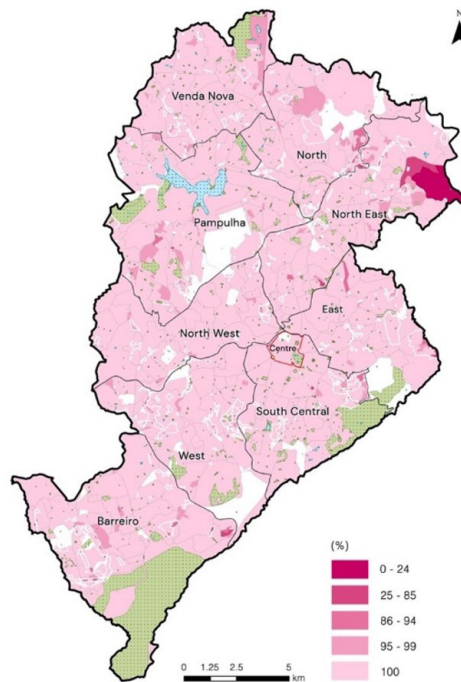 N
Venda Nova
North
North East
Pampulha
East
North West
Centre
South Central
West
Barreiro
(%)
0 - 24
25 - 85
86 - 94
95 - 99
100
0 1.25 2.5 5
km